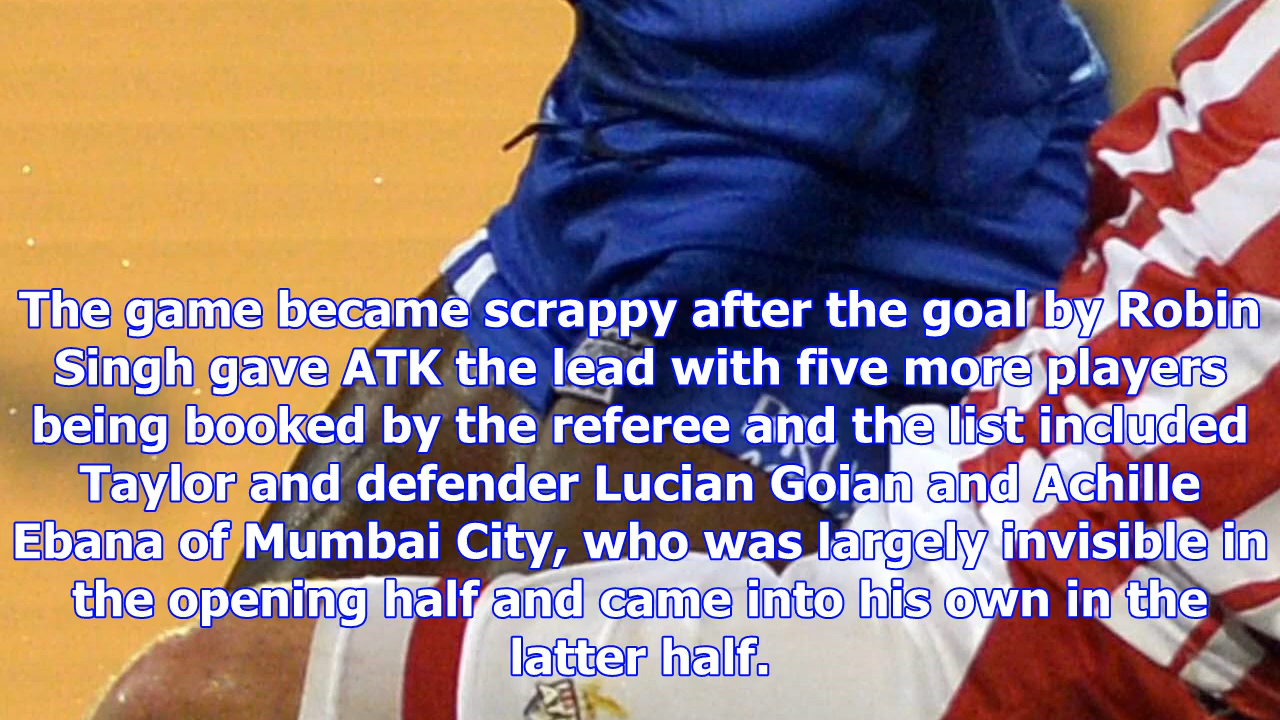 The game became scrappy after the goal by Robin
Singh gave ATK the lead with five more players
being booked by the referee and the list included
Taylor and defender Lucian Goian and Achille
Ebana of Mumbai City, who was largely invisible in
the opening half and came into his own in the
latter half.